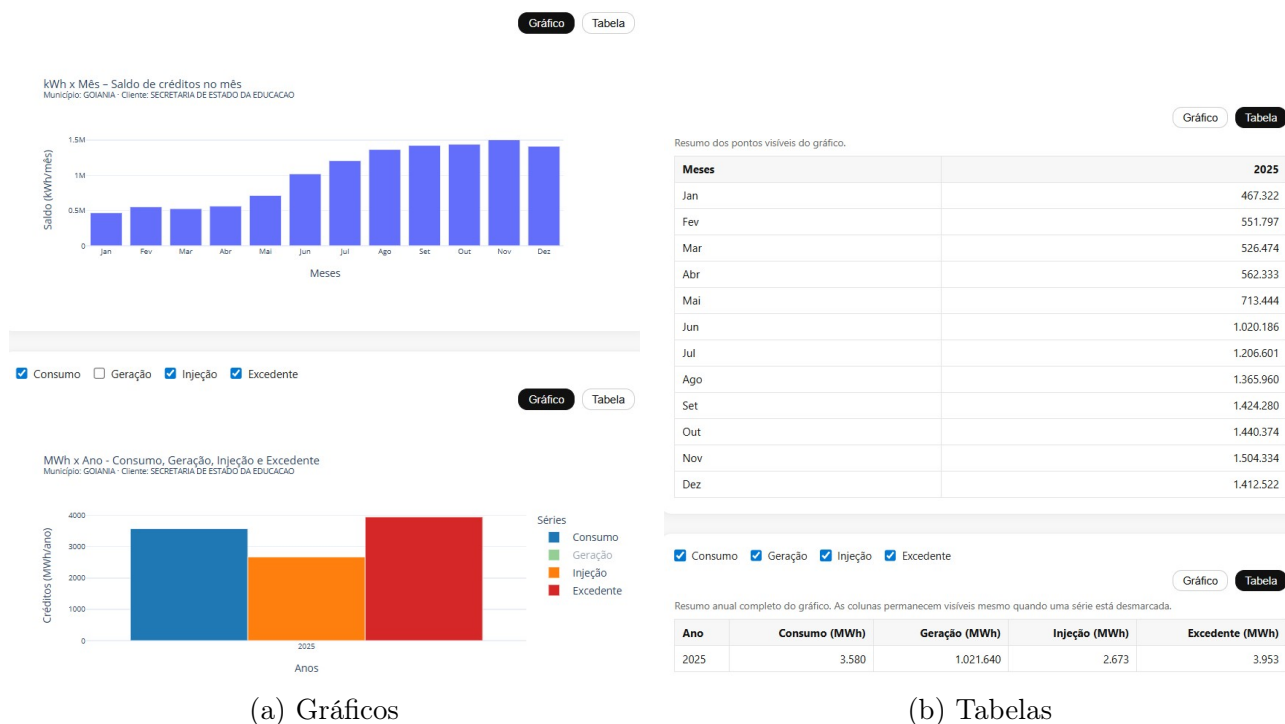 Gráfico Tabela
kWh x Mês – Saldo de créditos no mês
Município: GOIANIA · Cliente: SECRETARIA DE ESTADO DA EDUCACAO
Saldo (kWh/mês)
1.5M
1M
0.5M
0
Jan Fev Mar Abr Mai Jun Jul Ago Set Out Nov Dez
Meses
Consumo Geração Injeção Excedente
Gráfico Tabela
MWh x Ano - Consumo, Geração, Injeção e Excedente
Município: GOIANIA · Cliente: SECRETARIA DE ESTADO DA EDUCACAO
Créditos (MWh/ano)
4000
3000
2000
1000
0
2025
Anos
Séries
Consumo
Geração
Injeção
Excedente
(a) Gráficos
Gráfico Tabela
Resumo dos pontos visíveis do gráfico.
Meses 2025
Jan 467.322
Fev 551.797
Mar 526.474
Abr 562.333
Mai 713.444
Jun 1.020.186
Jul 1.206.601
Ago 1.365.960
Set 1.424.280
Out 1.440.374
Nov 1.504.334
Dez 1.412.522
Consumo Geração Injeção Excedente
Gráfico Tabela
Resumo anual completo do gráfico. As colunas permanecem visíveis mesmo quando uma série está desmarcada.
Ano Consumo (MWh) Geração (MWh) Injeção (MWh) Excedente (MWh)
2025 3.580 1.021.640 2.673 3.953
(b) Tabelas